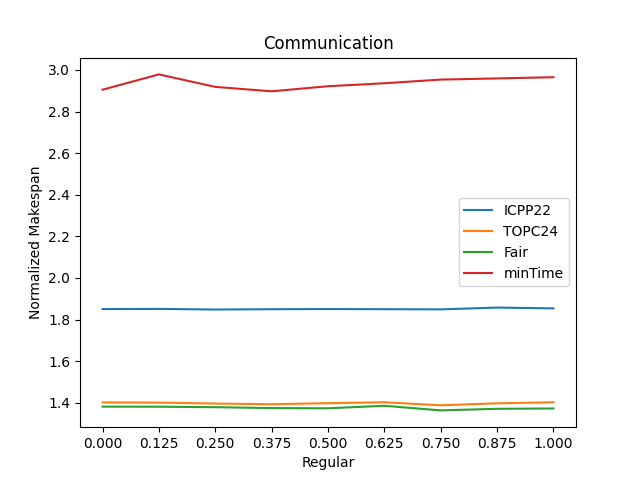 Communication
Normalized Makespan
3.0
2.8
2.6
2.4
2.2
2.0
1.8
1.6
1.4
ICPP22
TOPC24
Fair
minTime
0.000 0.125 0.250 0.375 0.500 0.625 0.750 0.875 1.000
Regular